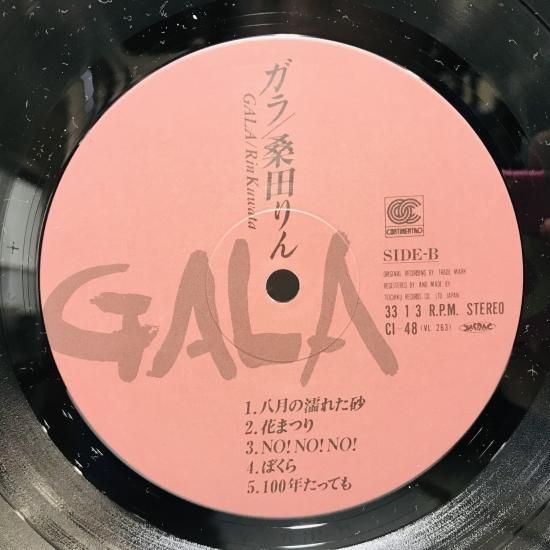 ガラ/桑田りん
GALA/Rin Kuwata
GALA
CONTINENTAL
SIDE-B
ORIGINAL RECORDING BY TRADE MARK
REGISTERED BY AND MADE BY
TEICHIKU RECORDS CO. LTD. JAPAN
33 1 3 R.P.M. STEREO
CI-48 (VL 263)
1. 八月の濡れた砂
2. 花まつり
3. NO! NO! NO!
4. ぼくら
5. 100年たっても